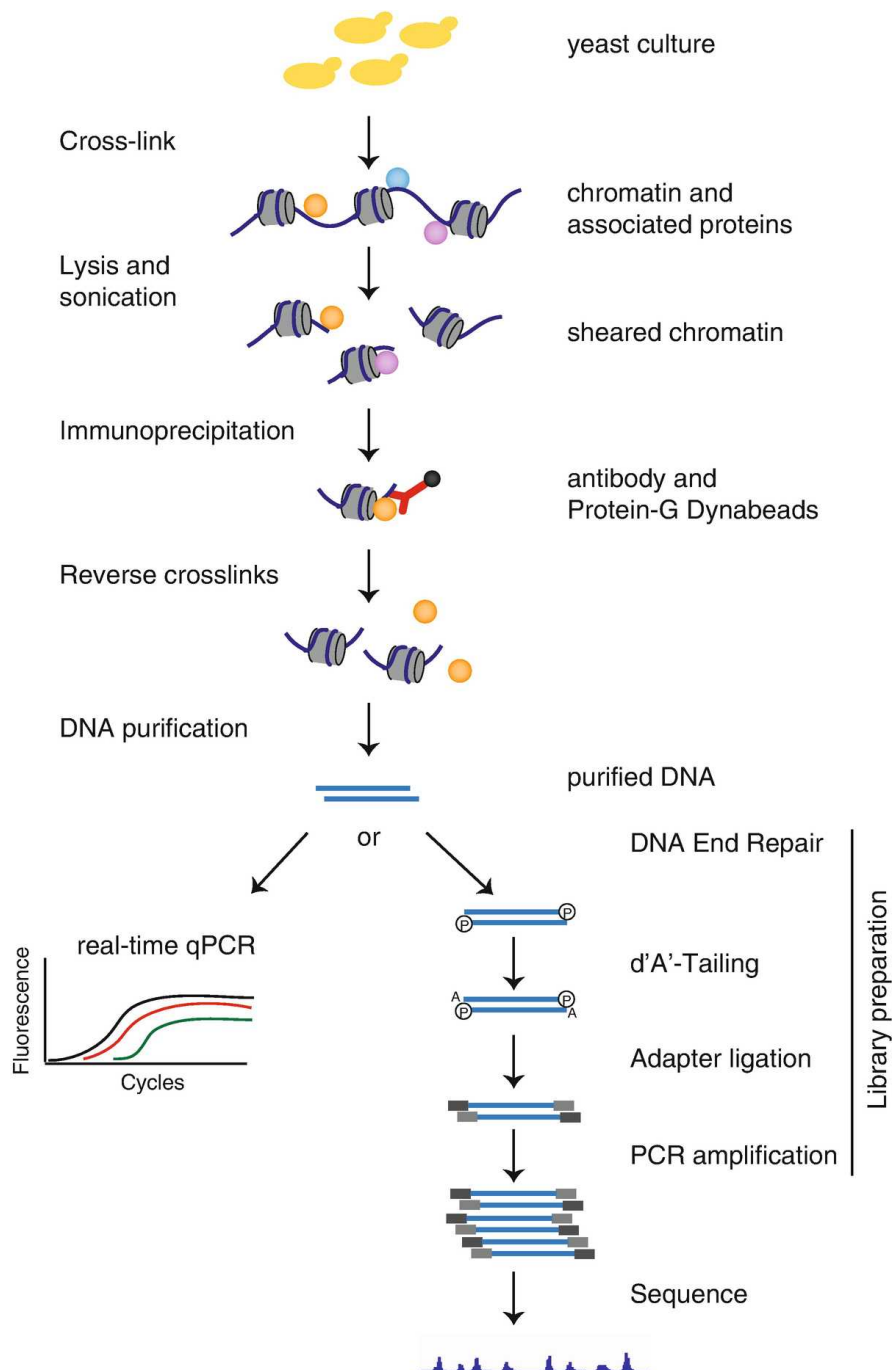 yeast culture
Cross-link
chromatin and
associated proteins
Lysis and
sonication
sheared chromatin
Immunoprecipitation
antibody and
Protein-G Dynabeads
Reverse crosslinks
DNA purification
purified DNA
or
real-time qPCR
Fluorescence
Cycles
DNA End Repair
P
P
d'A'-Tailing
A
P
P
A
Adapter ligation
PCR amplification
Library preparation
Sequence